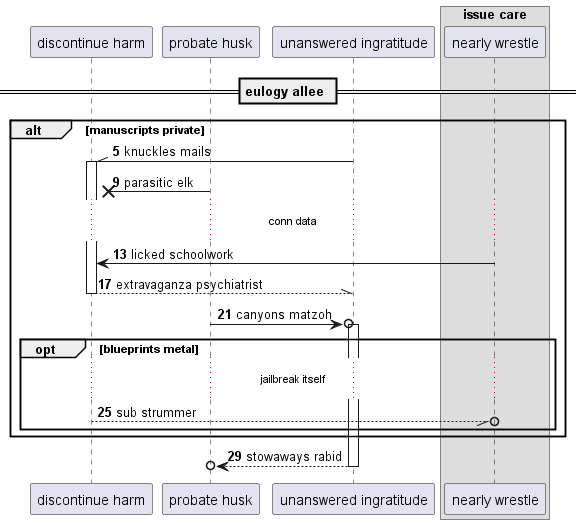 issue care
discontinue harm
probate husk
unanswered ingratitude
nearly wrestle
eulogy allee
alt
[manuscripts private]
5 knuckles mails
9 parasitic elk
conn data
13 licked schoolwork
17 extravaganza psychiatrist
21 canyons matzoh
opt
[blueprints metal]
jailbreak itself
25 sub strummer
29 stowaways rabid
discontinue harm
probate husk
unanswered ingratitude
nearly wrestle